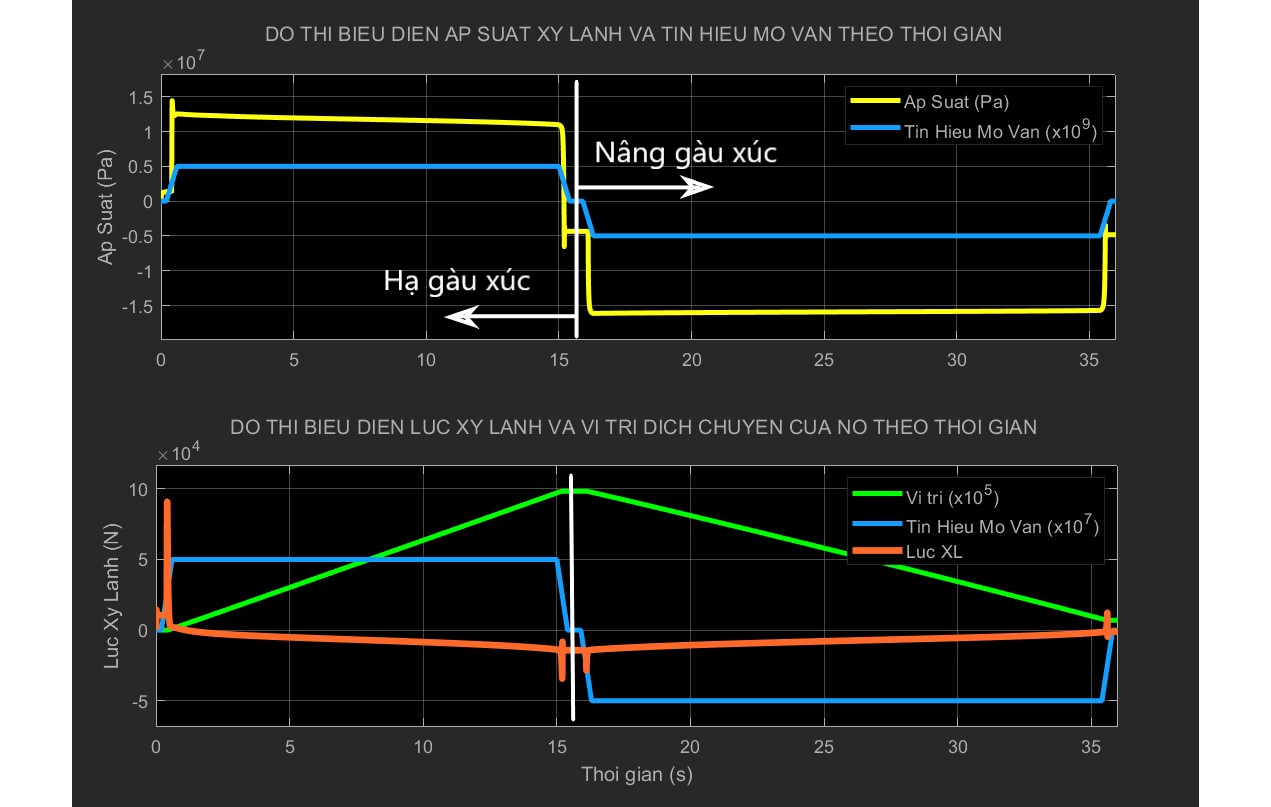 DO THI BIEU DIEN AP SUAT XY LANH VA TIN HIEU MO VAN THEO THOI GIAN
×10^7
Ap Suat (Pa)
1.5
1
0.5
0
-0.5
-1
-1.5
Ap Suat (Pa)
Tin Hieu Mo Van (x10^9)
Nâng gàu xúc
Hạ gàu xúc
0 5 10 15 20 25 30 35
DO THI BIEU DIEN LUC XY LANH VA VI TRI DICH CHUYEN CUA NO THEO THOI GIAN
×10^4
Luc Xy Lanh (N)
10
5
0
-5
Vi tri (x10^5)
Tin Hieu Mo Van (x10^7)
Luc XL
0 5 10 15 20 25 30 35
Thoi gian (s)